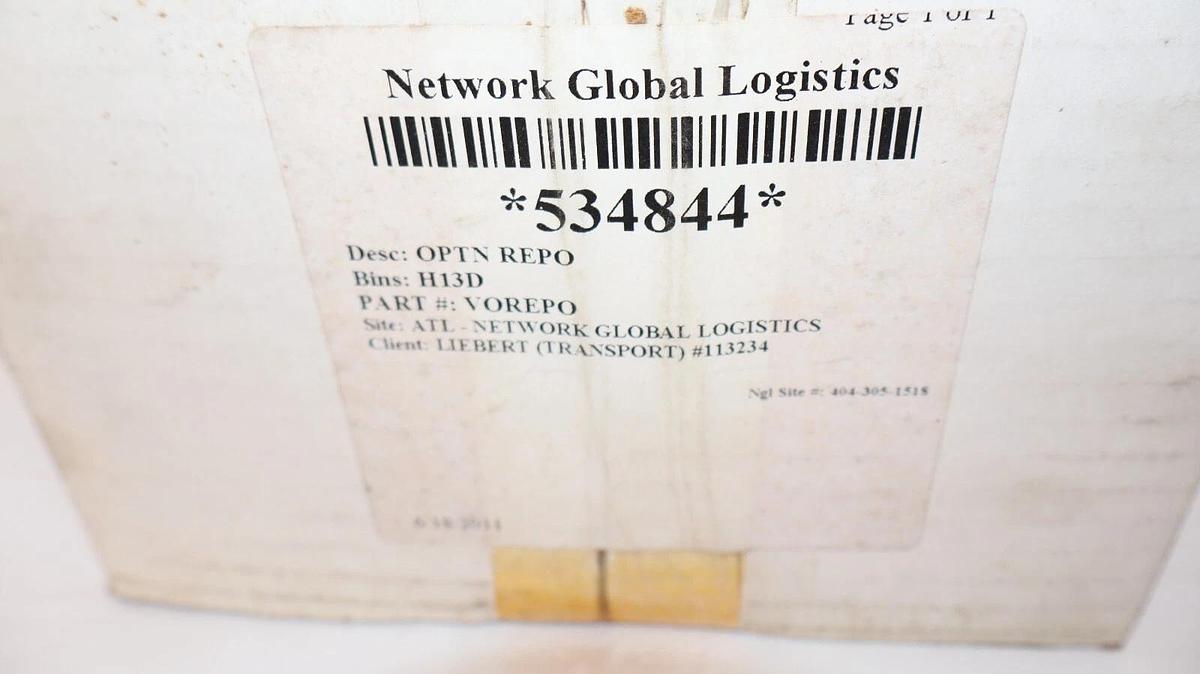 Page 1 of 1
Network Global Logistics
*534844*
Desc: OPTN REPO
Bins: H13D
PART #: VOREPO
Site: ATL - NETWORK GLOBAL LOGISTICS
Client: LIEBERT (TRANSPORT) #113234
Ngl Site #: 404-305-1518